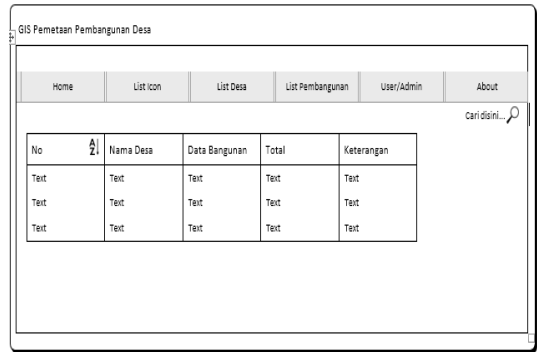 GIS Pemetaan Pembangunan Desa
Home List Icon List Desa List Pembangunan User/Admin About
Cari disini...
No AZ Nama Desa Data Bangunan Total Keterangan
Text Text Text Text Text
Text Text Text Text Text
Text Text Text Text Text